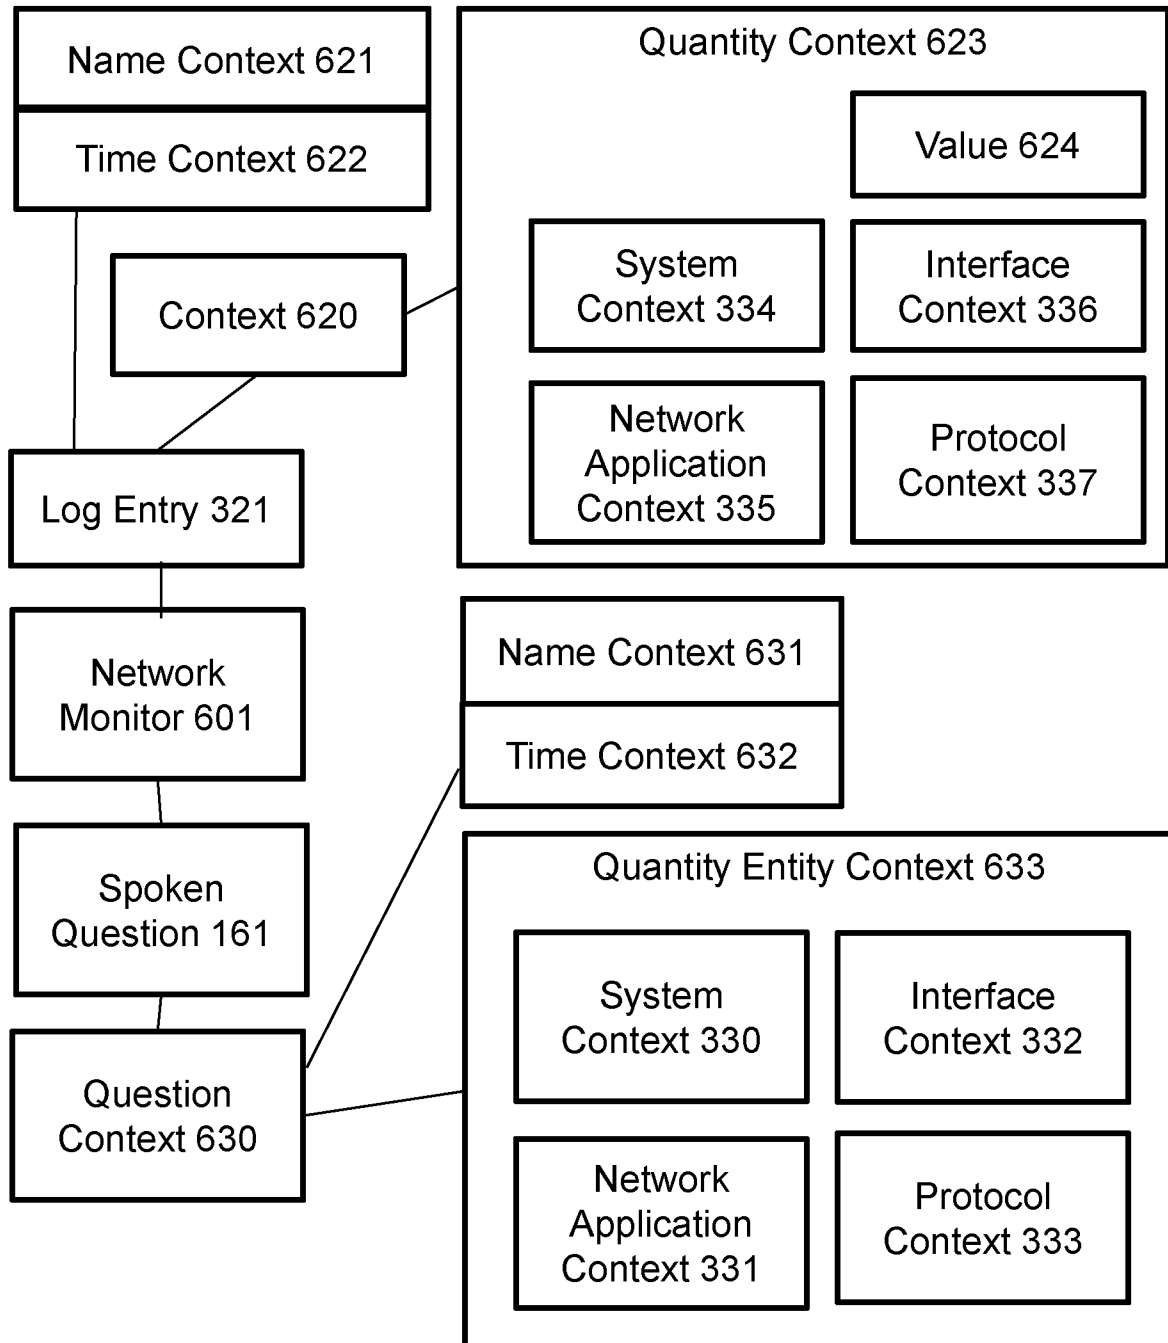 Name Context 621
Time Context 622
Context 620
Quantity Context 623
Value 624
System
Context 334
Interface
Context 336
Network
Application
Context 335
Protocol
Context 337
Log Entry 321
Network
Monitor 601
Name Context 631
Time Context 632
Spoken
Question 161
Question
Context 630
Quantity Entity Context 633
System
Context 330
Interface
Context 332
Network
Application
Context 331
Protocol
Context 333